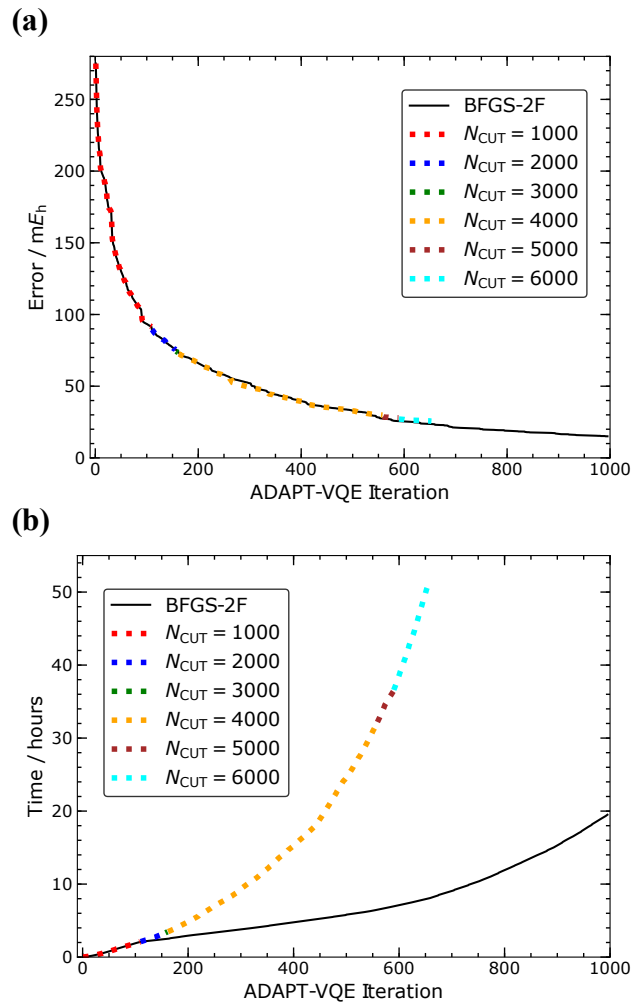 (a)
250
200
150
100
50
0
Error / mEh
BFGS-2F
NCUT = 1000
NCUT = 2000
NCUT = 3000
NCUT = 4000
NCUT = 5000
NCUT = 6000
0 200 400 600 800 1000
ADAPT-VQE Iteration
(b)
50
40
30
20
10
0
Time / hours
BFGS-2F
NCUT = 1000
NCUT = 2000
NCUT = 3000
NCUT = 4000
NCUT = 5000
NCUT = 6000
0 200 400 600 800 1000
ADAPT-VQE Iteration